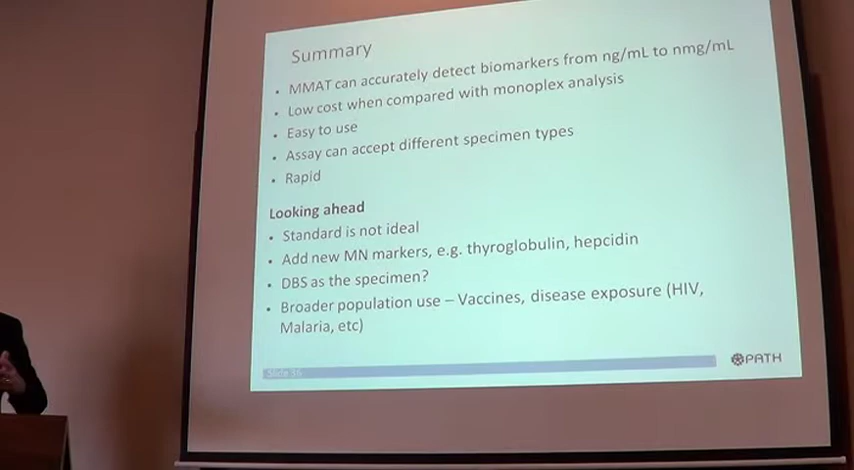 Summary
• MMAT can accurately detect biomarkers from ng/mL to nmg/mL
• Low cost when compared with monoplex analysis
• Easy to use
• Assay can accept different specimen types
• Rapid
Looking ahead
• Standard is not ideal
• Add new MN markers, e.g. thyroglobulin, hepcidin
• DBS as the specimen?
• Broader population use – Vaccines, disease exposure (HIV,
Malaria, etc)
Slide 36
PATH